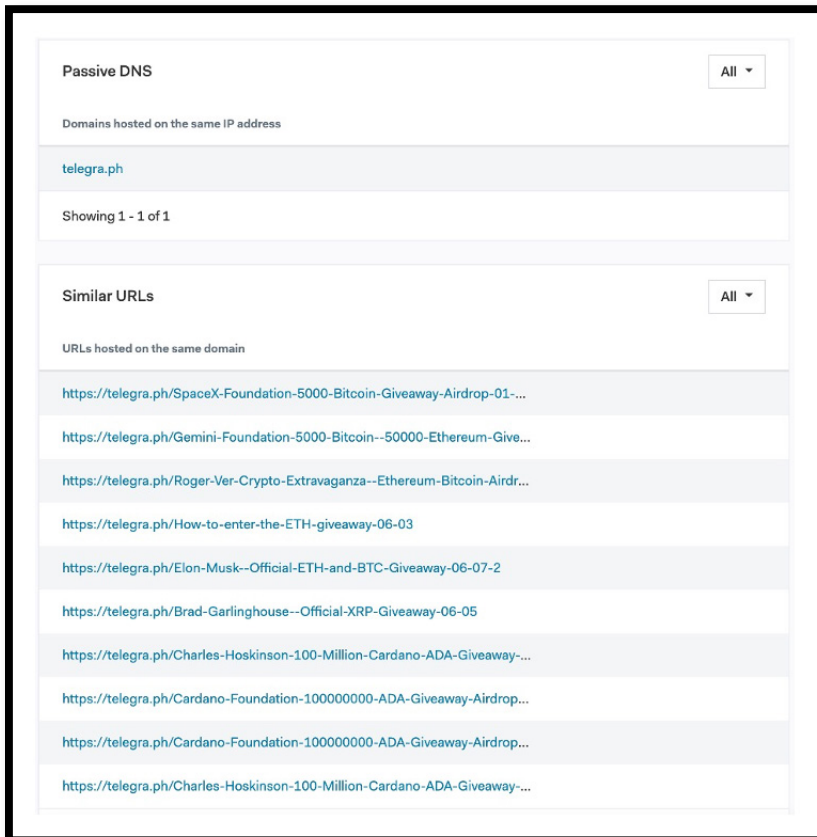 Passive DNS
All
Domains hosted on the same IP address
telegra.ph
Showing 1 - 1 of 1
Similar URLs
All
URLs hosted on the same domain
https://telegra.ph/SpaceX-Foundation-5000-Bitcoin-Giveaway-Airdrop-01-...
https://telegra.ph/Gemini-Foundation-5000-Bitcoin--50000-Ethereum-Give...
https://telegra.ph/Roger-Ver-Crypto-Extravaganza--Ethereum-Bitcoin-Airdr...
https://telegra.ph/How-to-enter-the-ETH-giveaway-06-03
https://telegra.ph/Elon-Musk--Official-ETH-and-BTC-Giveaway-06-07-2
https://telegra.ph/Brad-Garlinghouse--Official-XRP-Giveaway-06-05
https://telegra.ph/Charles-Hoskinson-100-Million-Cardano-ADA-Giveaway-...
https://telegra.ph/Cardano-Foundation-100000000-ADA-Giveaway-Airdrop...
https://telegra.ph/Cardano-Foundation-100000000-ADA-Giveaway-Airdrop...
https://telegra.ph/Charles-Hoskinson-100-Million-Cardano-ADA-Giveaway-...